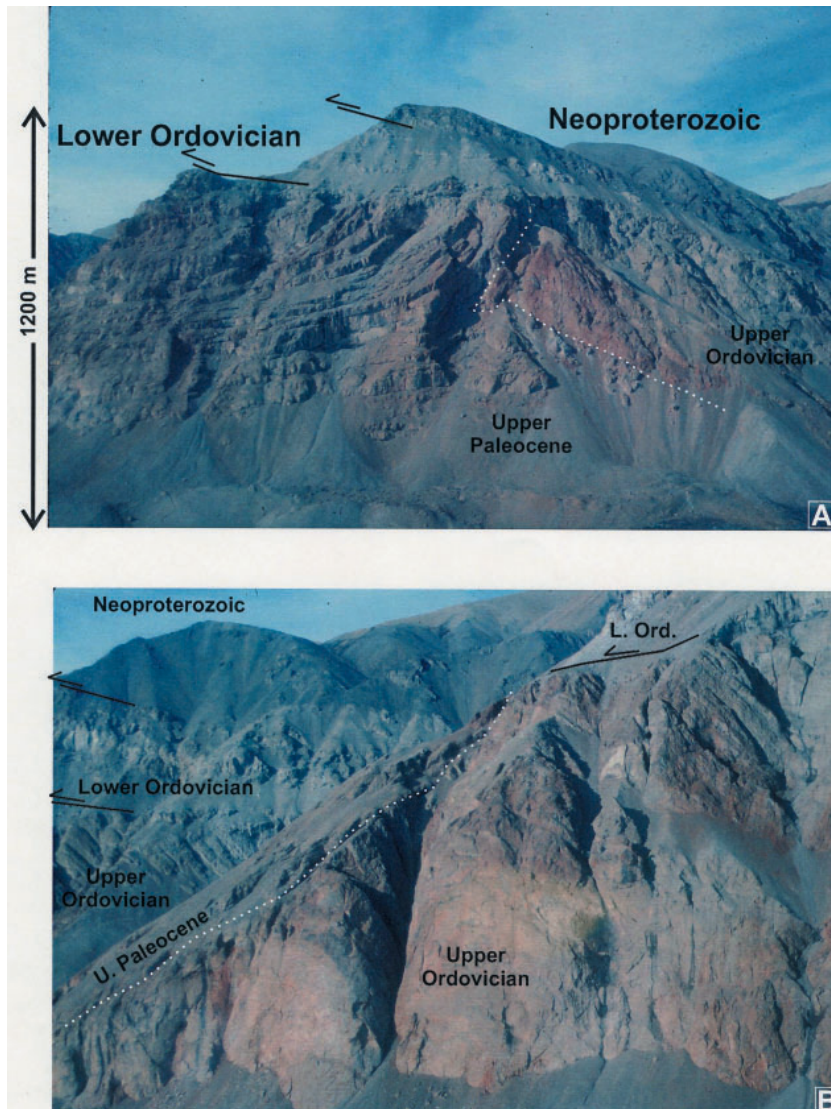 Lower Ordovician
Neoproterozoic
1200 m
Upper
Ordovician
Upper
Paleocene
A
Neoproterozoic
L. Ord.
Lower Ordovician
Upper
Ordovician
U. Paleocene
Upper
Ordovician